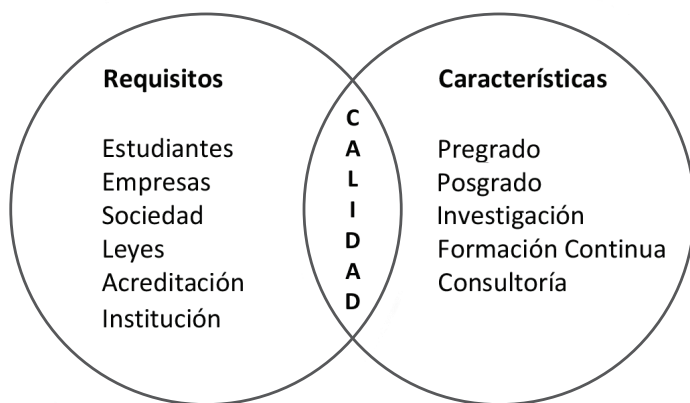 Requisitos
Estudiantes
Empresas
Sociedad
Leyes
Acreditación
Institución
C
A
L
I
D
A
D
Características
Pregrado
Posgrado
Investigación
Formación Continua
Consultoría